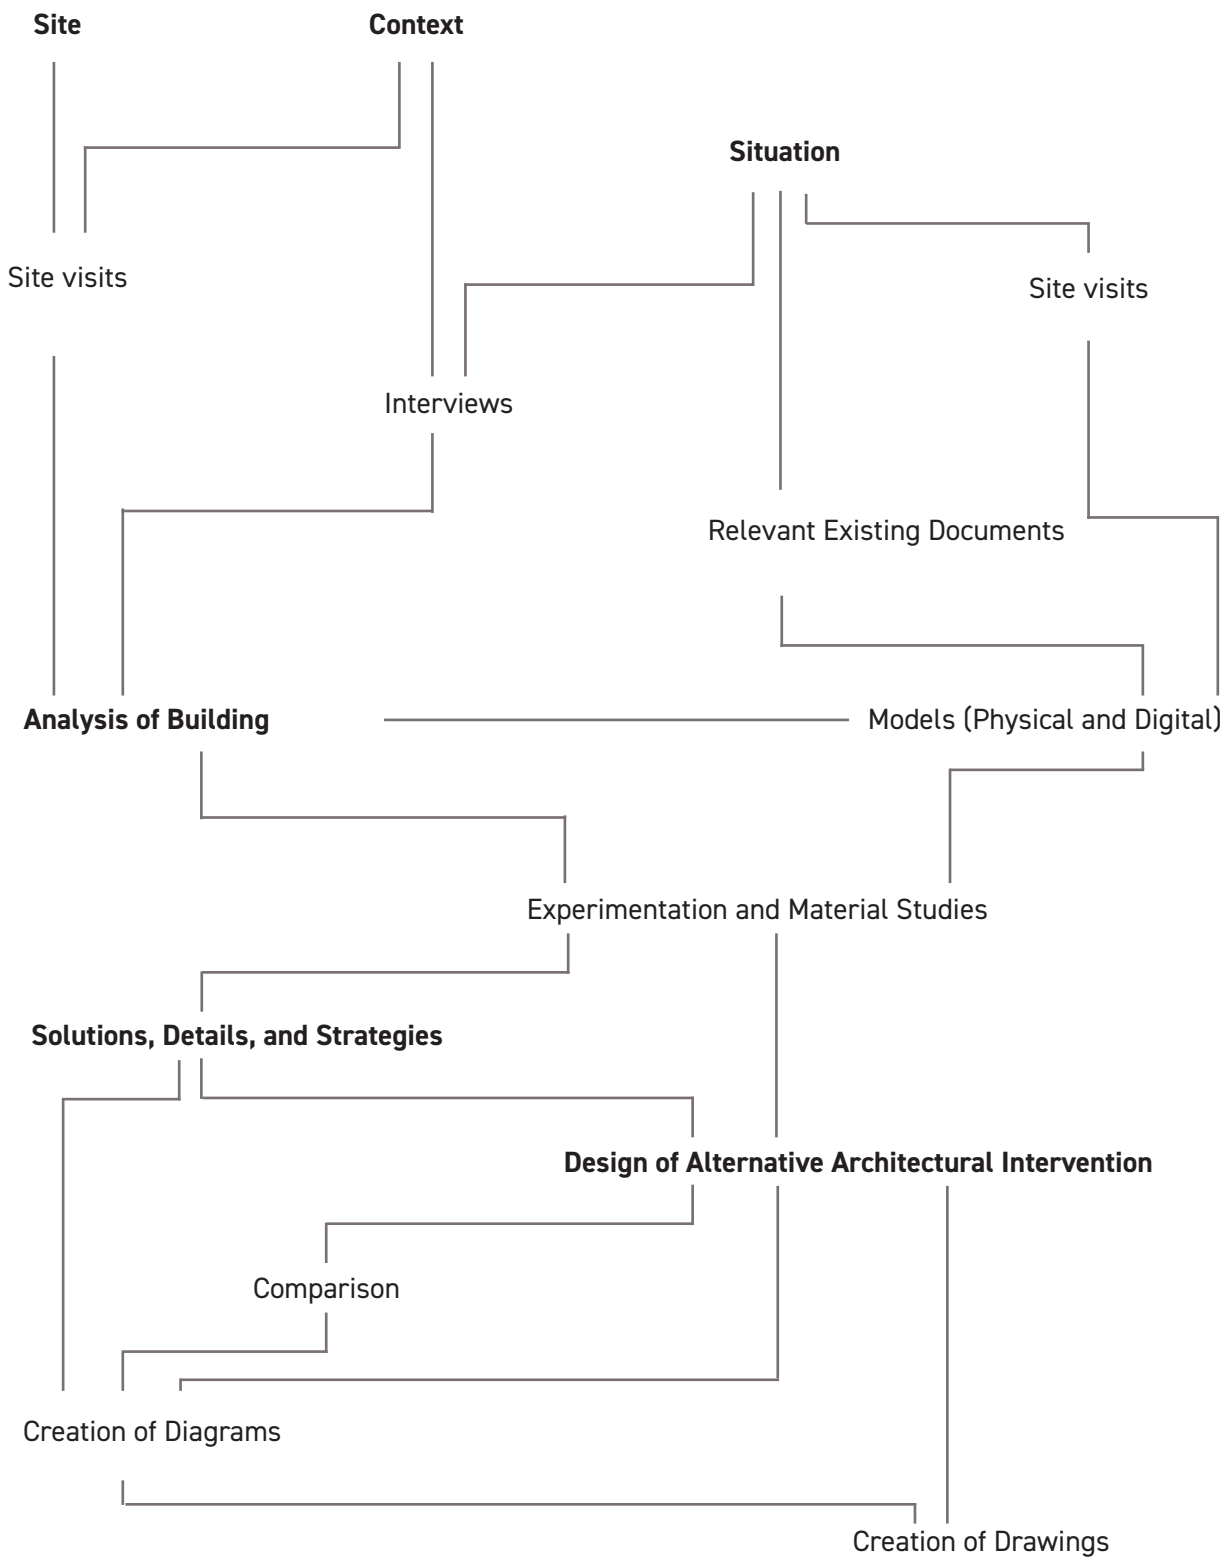 Site
Context
Situation
Site visits
Site visits
Interviews
Relevant Existing Documents
Analysis of Building
Models (Physical and Digital)
Experimentation and Material Studies
Solutions, Details, and Strategies
Design of Alternative Architectural Intervention
Comparison
Creation of Diagrams
Creation of Drawings